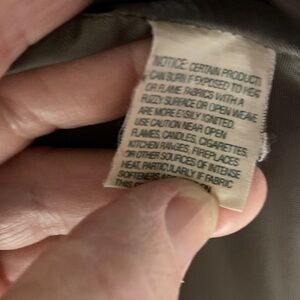 NOTICE: CERTAIN PRODUCTS
CAN BURN IF EXPOSED TO HEAT
OR FLAME. FABRICS WITH A
FUZZY SURFACE OR OPEN WEAVE
ARE MORE EASILY IGNITED.
USE CAUTION NEAR OPEN
FLAMES, CANDLES, CIGARETTES,
KITCHEN RANGES, FIREPLACES
OR OTHER SOURCES OF INTENSE
HEAT, PARTICULARLY IF FABRIC
SOFTENERS
THIS